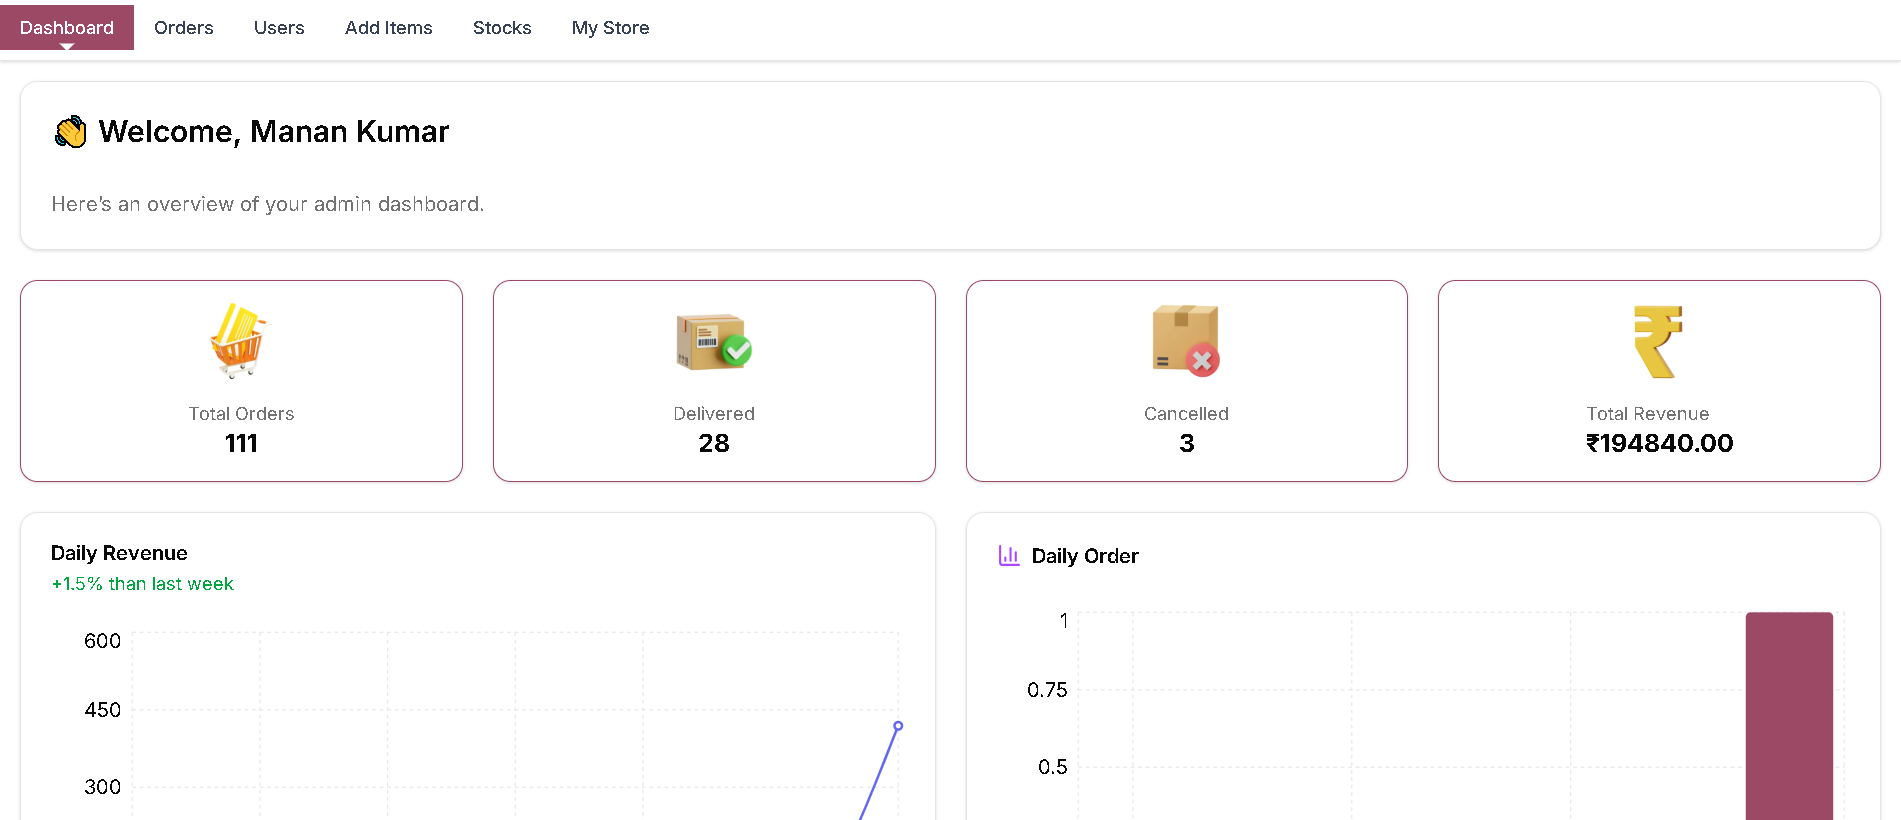 Dashboard Orders Users Add Items Stocks My Store
👋 Welcome, Manan Kumar
Here's an overview of your admin dashboard.
Total Orders
111
Delivered
28
Cancelled
3
Total Revenue
₹194840.00
Daily Revenue
+1.5% than last week
600
450
300
Daily Order
1
0.75
0.5